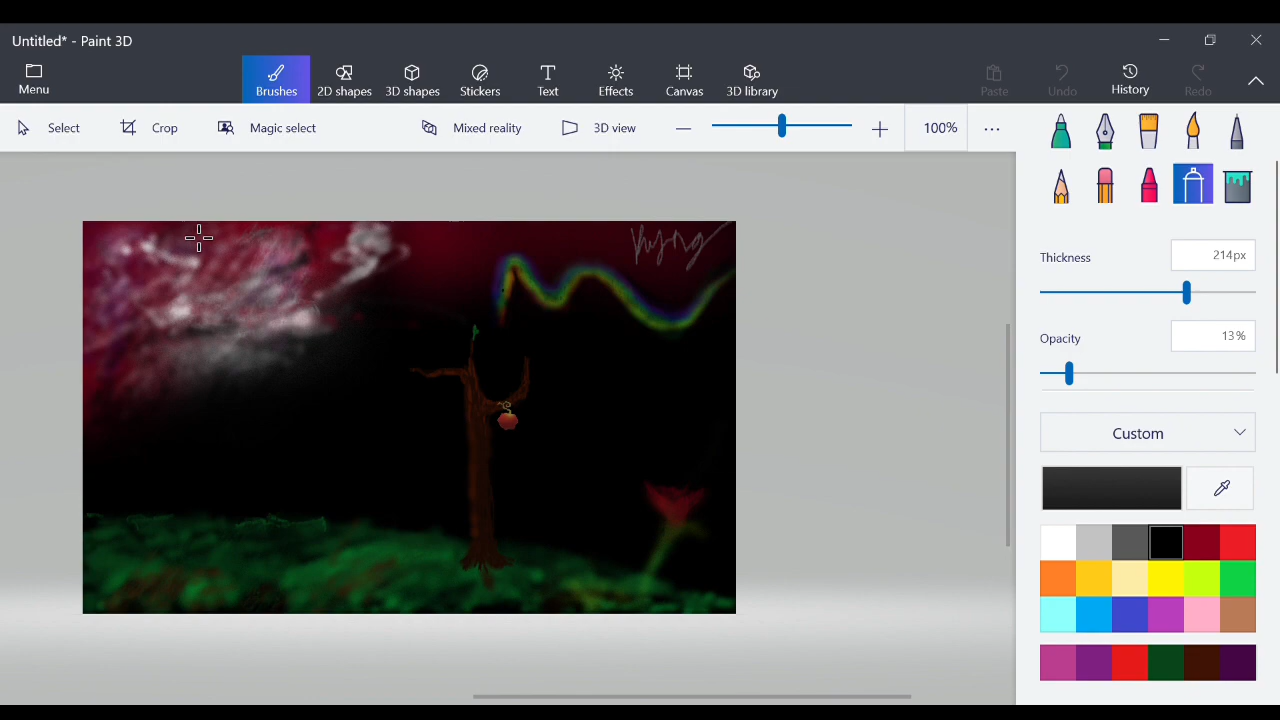 Untitled* - Paint 3D
Menu
Brushes
2D shapes
3D shapes
Stickers
Text
Effects
Canvas
3D library
Paste
Undo
History
Redo
Select
Crop
Magic select
Mixed reality
3D view
100%
Thickness
214px
Opacity
13%
Custom